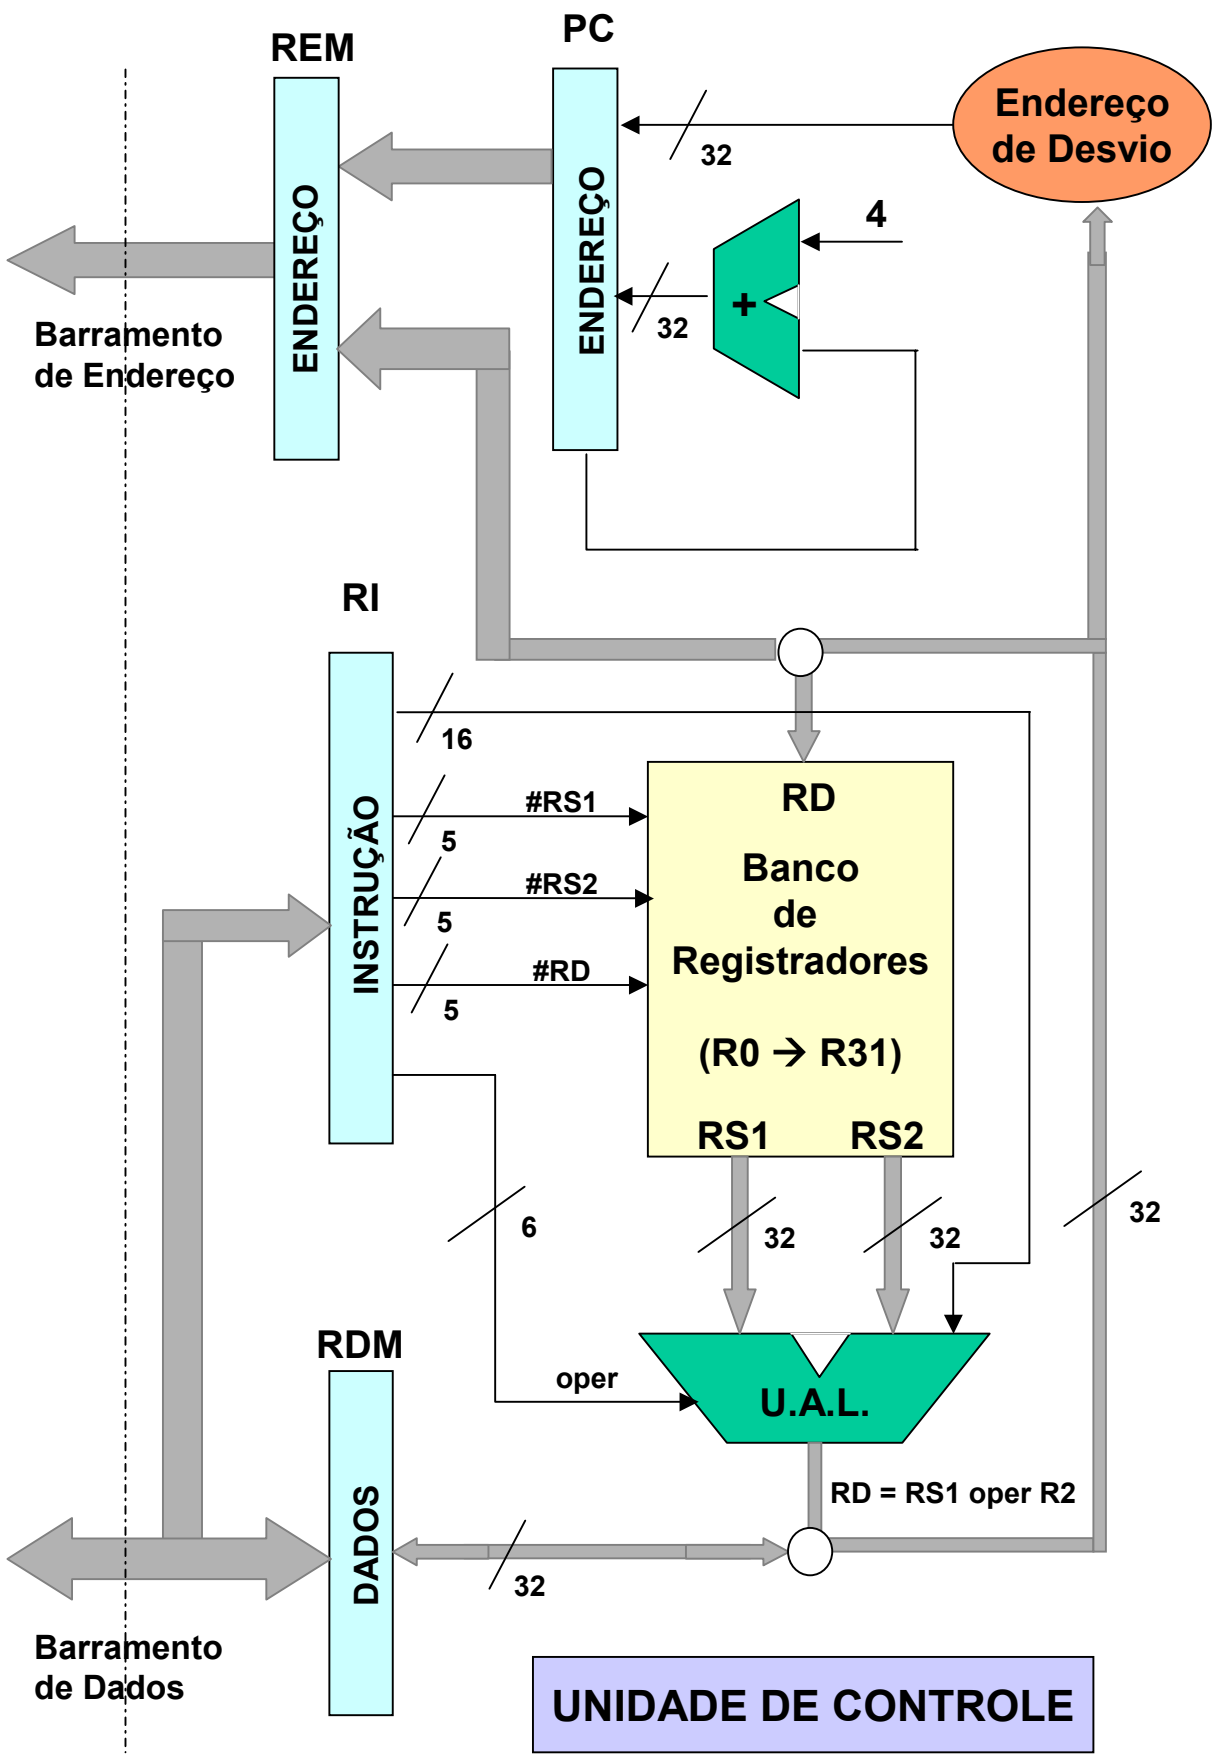 PC
REM
Endereço
de Desvio
32
4
ENDEREÇO
ENDEREÇO
+
32
Barramento
de Endereço
RI
16
#RS1
5
#RS2
5
#RD
5
INSTRUÇÃO
RD
Banco
de
Registradores
(R0 → R31)
RS1 RS2
6
32
32
32
RDM
oper
U.A.L.
RD = RS1 oper R2
DADOS
32
Barramento
de Dados
UNIDADE DE CONTROLE